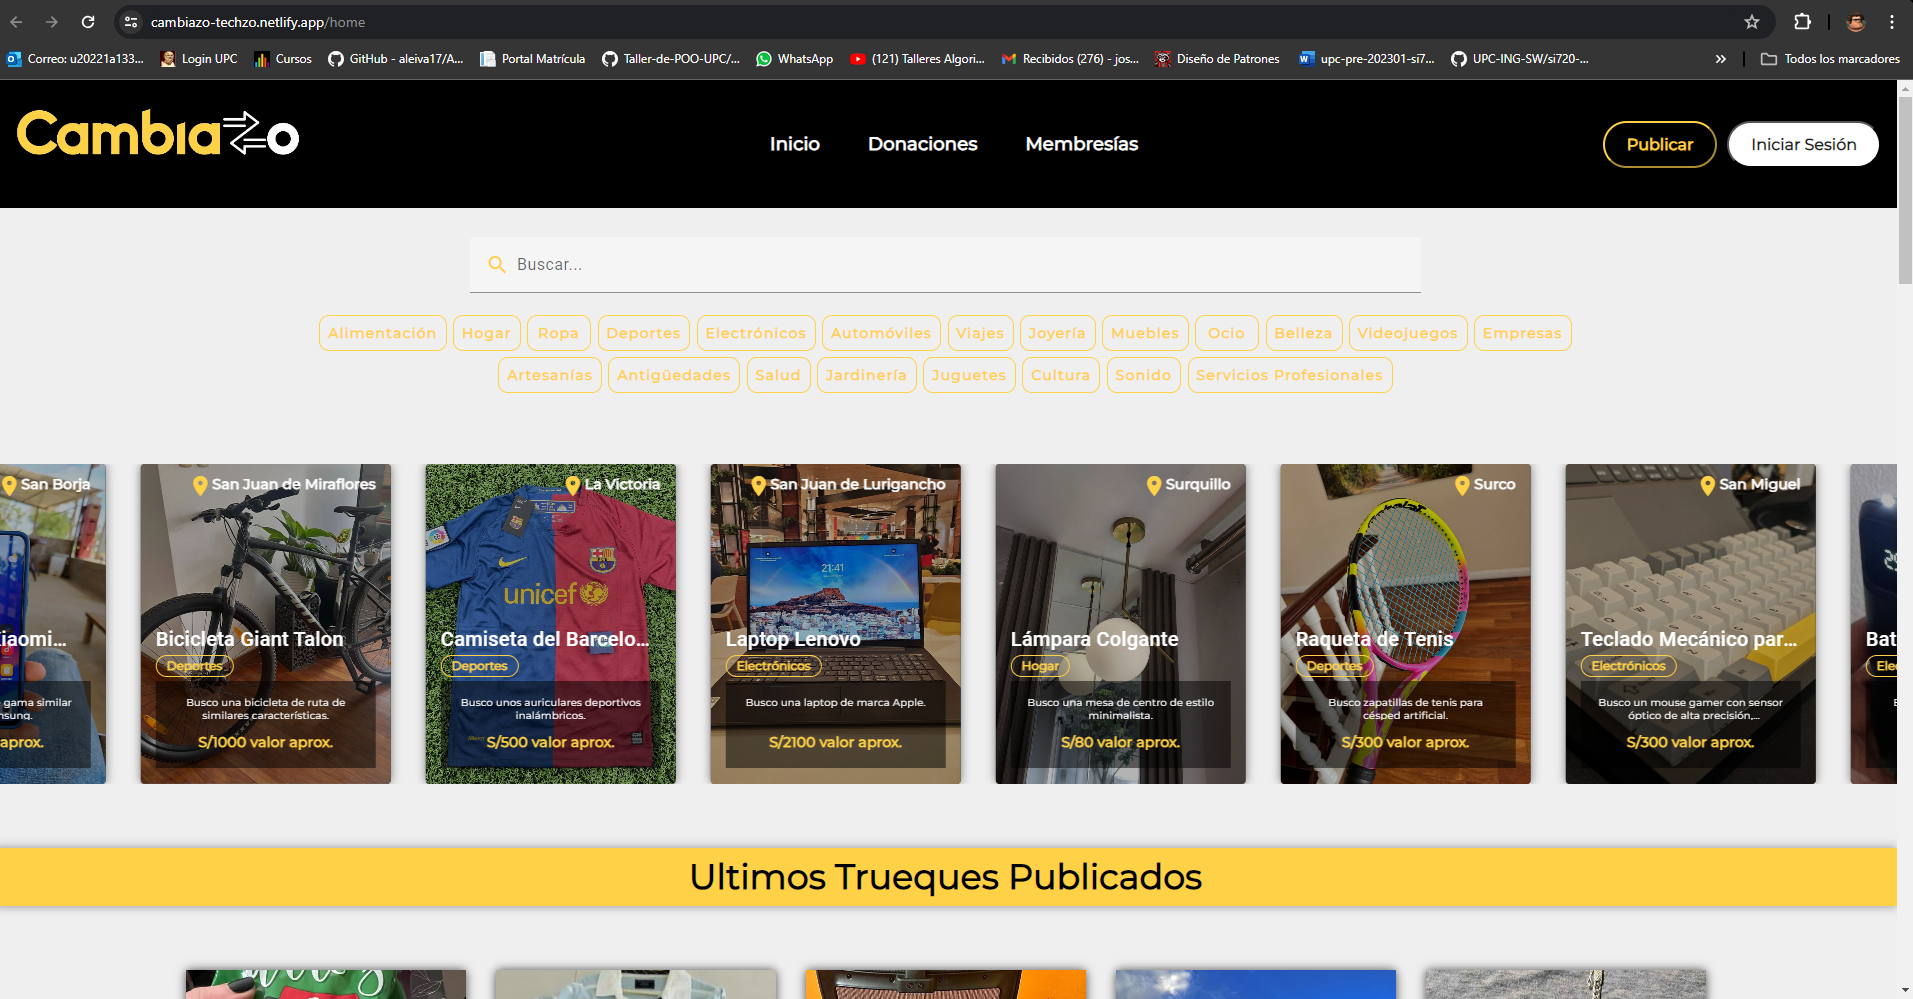 cambiazo-techzo.netlify.app/home
Correo: u20221a133...
Login UPC
Cursos
GitHub - aleiva17/A...
Portal Matrícula
Taller-de-POO-UPC/...
WhatsApp
(121) Talleres Algori...
Recibidos (276) - jos...
Diseño de Patrones
upc-pre-202301-si7...
UPC-ING-SW/si720-...
Todos los marcadores
Cambiazo
Inicio
Donaciones
Membresías
Publicar
Iniciar Sesión
Buscar...
Alimentación
Hogar
Ropa
Deportes
Electrónicos
Automóviles
Viajes
Joyería
Muebles
Ocio
Belleza
Videojuegos
Empresas
Artesanías
Antigüedades
Salud
Jardinería
Juguetes
Cultura
Sonido
Servicios Profesionales
San Borja
iaomi...
gama similar
nsung.
aprox.
San Juan de Miraflores
Bicicleta Giant Talon
Deportes
Busco una bicicleta de ruta de
similares características.
S/1000 valor aprox.
La Victoria
unicef
Camiseta del Barcelo...
Deportes
Busco unos auriculares deportivos
inalámbricos.
S/500 valor aprox.
San Juan de Lurigancho
21:41
Laptop Lenovo
Electrónicos
Busco una laptop de marca Apple.
S/2100 valor aprox.
Surquillo
Lámpara Colgante
Hogar
Busco una mesa de centro de estilo
minimalista.
S/80 valor aprox.
Surco
Raqueta de Tenis
Deportes
Busco zapatillas de tenis para
césped artificial.
S/300 valor aprox.
San Miguel
Teclado Mecánico par...
Electrónicos
Busco un mouse gamer con sensor
óptico de alta precisión,...
S/300 valor aprox.
Bat
Elec
Ultimos Trueques Publicados